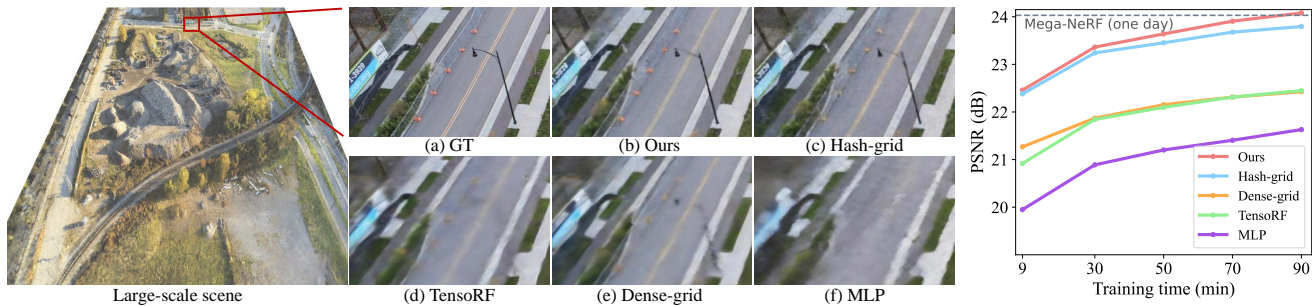 Large-scale scene
(a) GT
(b) Ours
(c) Hash-grid
(d) TensoRF
(e) Dense-grid
(f) MLP
PSNR (dB)
24
23
22
21
20
Mega-NeRF (one day)
Ours
Hash-grid
Dense-grid
TensoRF
MLP
9 30 50 70 90
Training time (min)